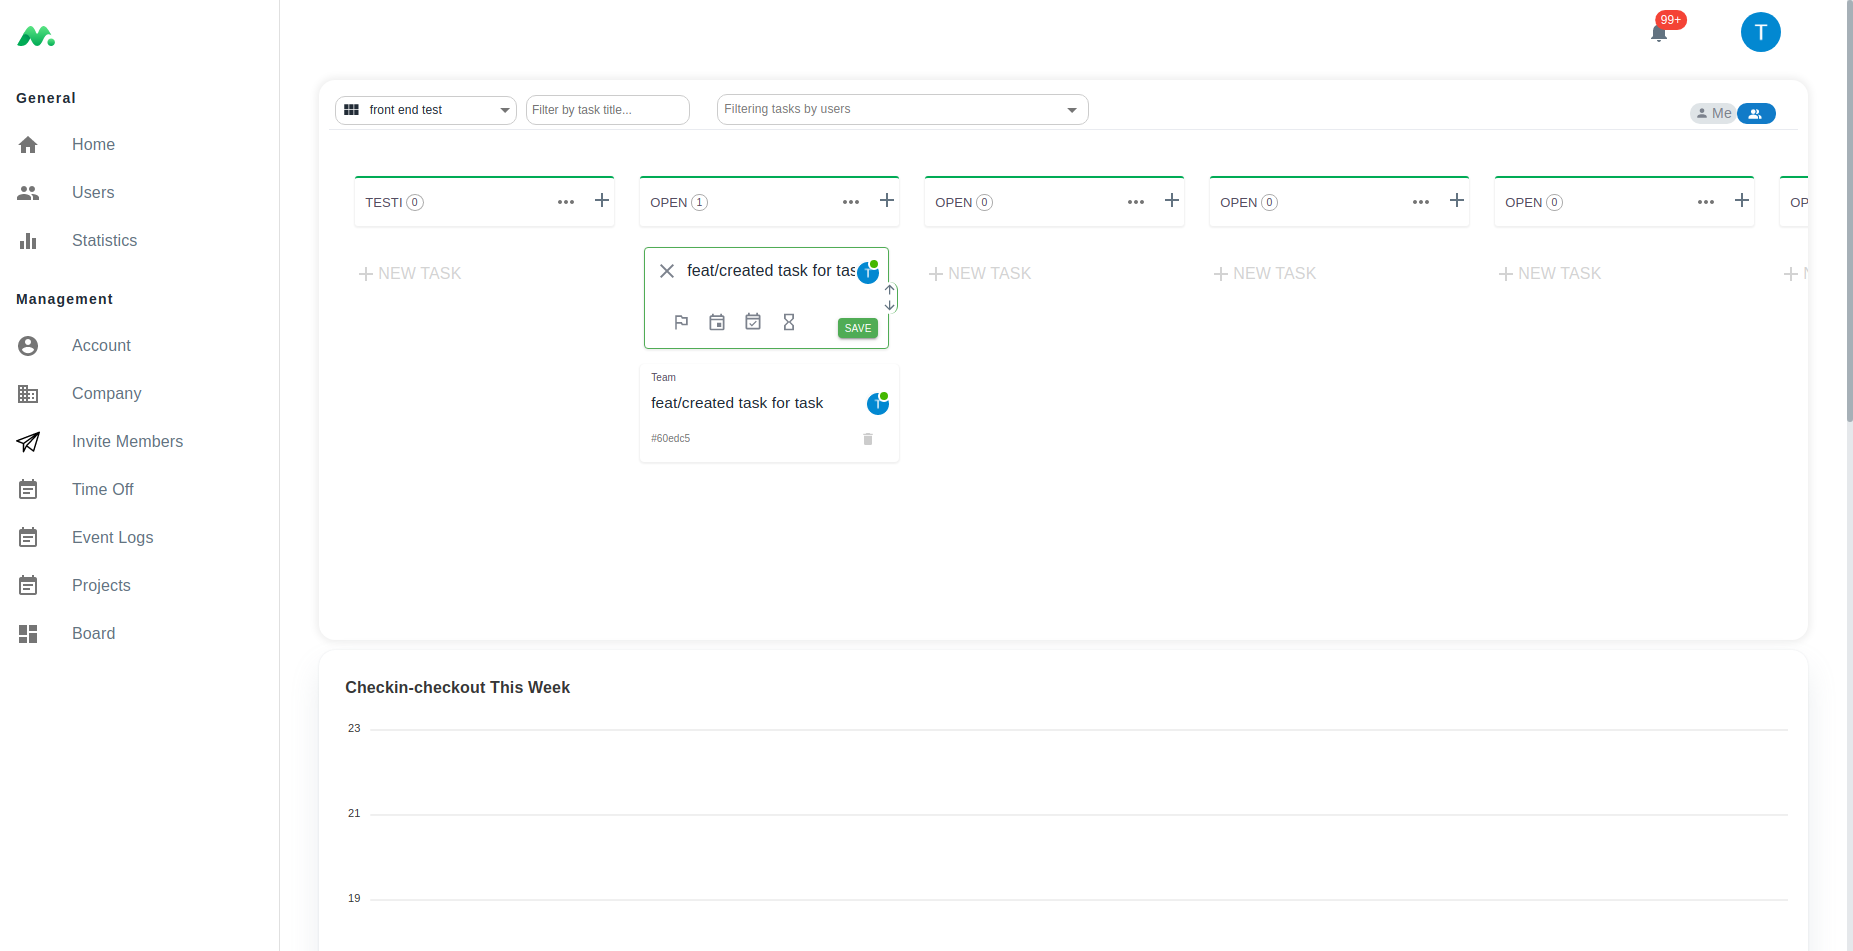 99+
T
General
Home
Users
Statistics
Management
Account
Company
Invite Members
Time Off
Event Logs
Projects
Board
front end test
Filter by task title...
Filtering tasks by users
Me
TESTI 0
OPEN 1
OPEN 0
OPEN 0
OPEN 0
OP
NEW TASK
feat/created task for tas
T
SAVE
NEW TASK
NEW TASK
NEW TASK
N
Team
feat/created task for task
T
#60edc5
Checkin-checkout This Week
23
21
19